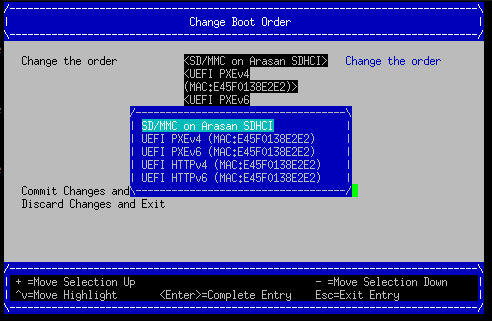 Change Boot Order
Change the order <SD/MMC on Arasan SDHCI> Change the order
<UEFI PXEv4
(MAC:E45F0138E2E2)>
<UEFI PXEv6
SD/MMC on Arasan SDHCI
UEFI PXEv4 (MAC:E45F0138E2E2)
UEFI PXEv6 (MAC:E45F0138E2E2)
UEFI HTTPv4 (MAC:E45F0138E2E2)
UEFI HTTPv6 (MAC:E45F0138E2E2)
Commit Changes and
Discard Changes and Exit
+ =Move Selection Up - =Move Selection Down
^v=Move Highlight <Enter>=Complete Entry Esc=Exit Entry